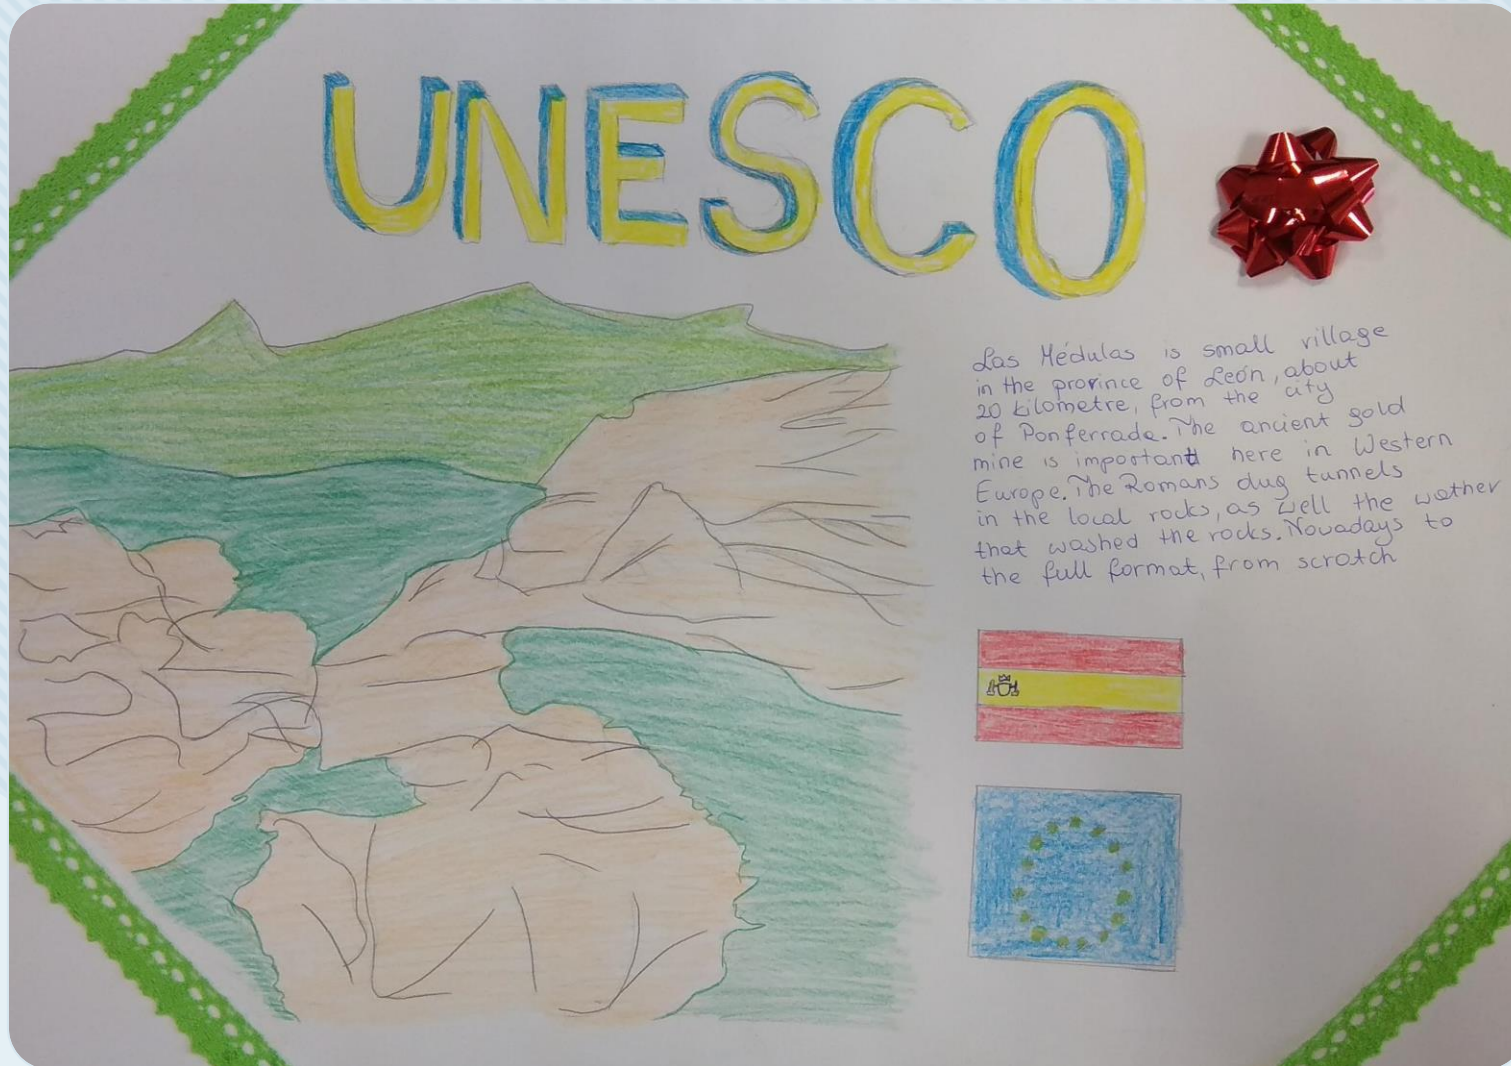 UNESCO
Las Médulas is small village
in the province of León, about
20 kilometre, from the city
of Ponferrada. The ancient gold
mine is important here in Western
Europe. The Romans dug tunnels
in the local rocks, as well the wather
that washed the rocks. Novadays to
the full format, from scratch